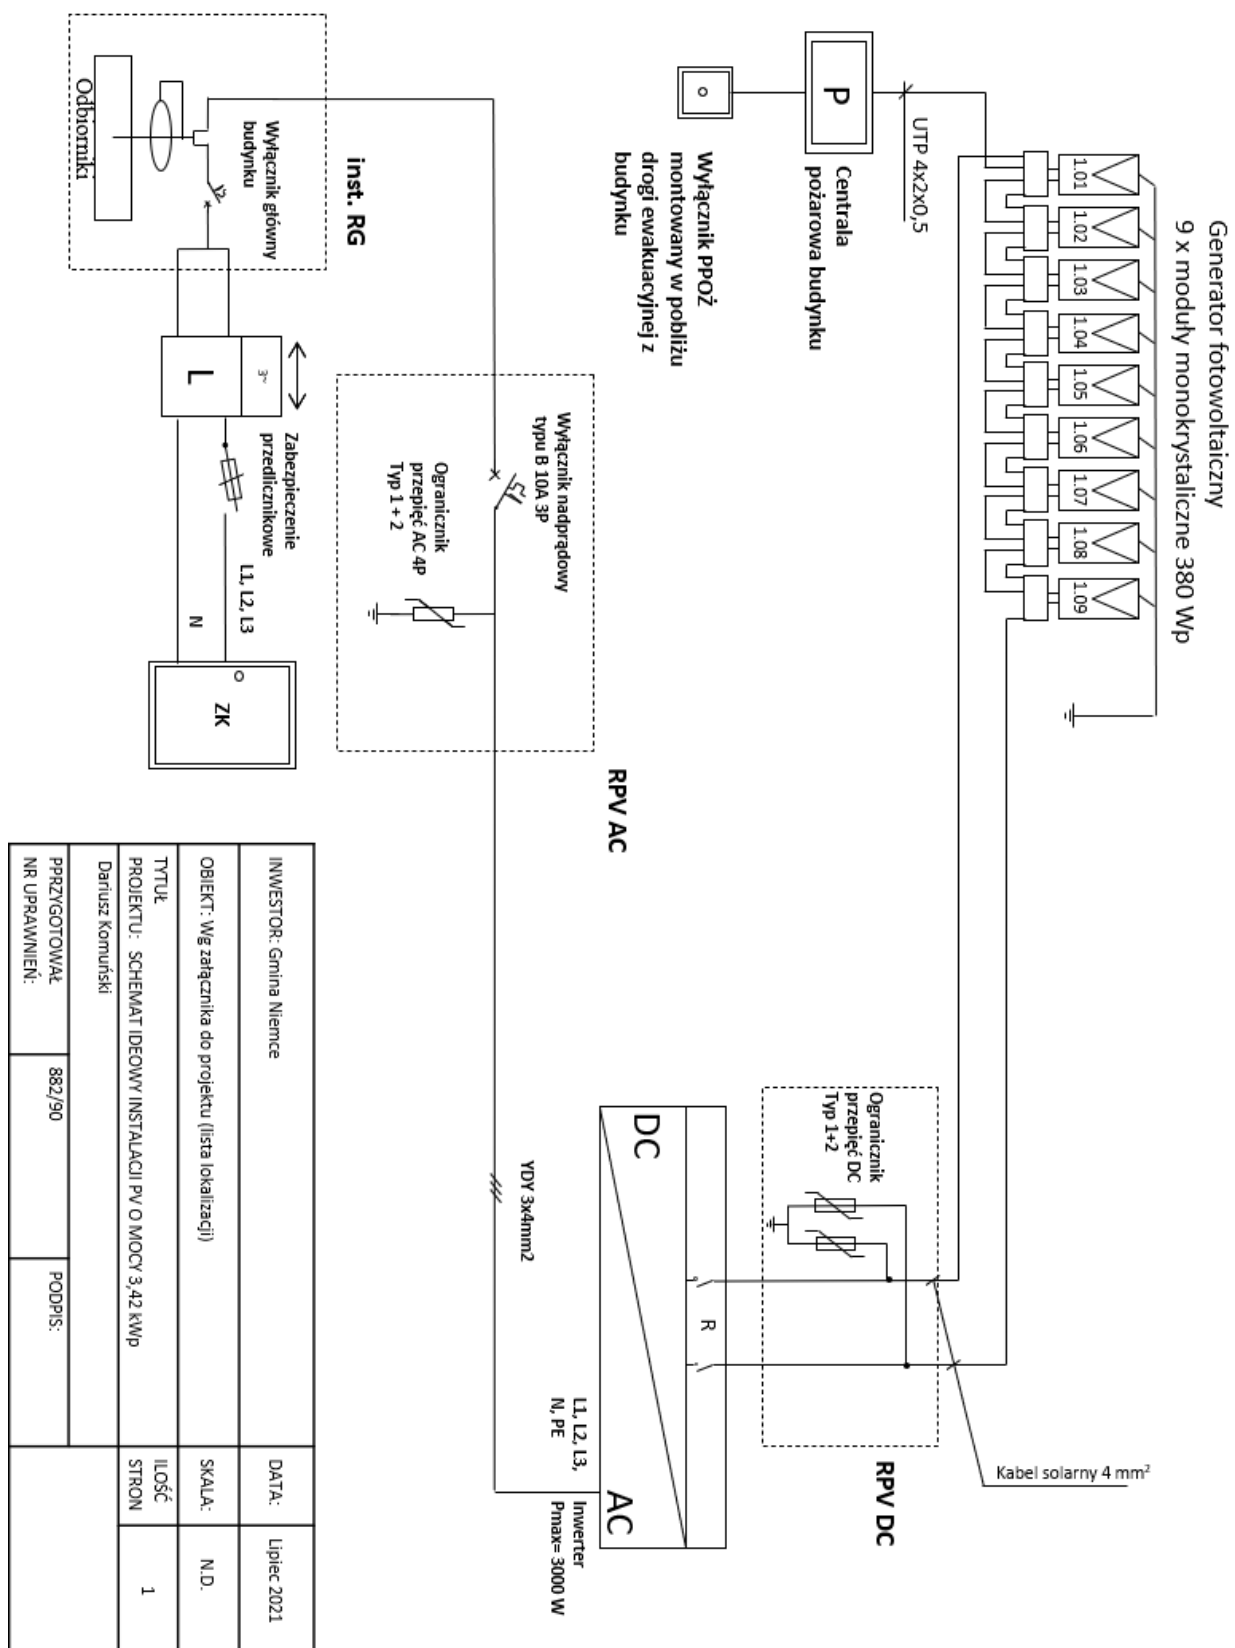 Generator fotowoltaiczny
9 x moduły monokrystaliczne 380 Wp
1.01
1.02
1.03
1.04
1.05
1.06
1.07
1.08
1.09
UTP 4x2x0,5
P
Centrala
pożarowa budynku
Wyłącznik PPOŻ
montowany w pobliżu
drogi ewakuacyjnej z
budynku
Kabel solarny 4 mm²
RPV DC
Ogranicznik
przepięć DC
Typ 1+2
R
DC
AC
Inwerter
Pmax= 3000 W
L1, L2, L3,
N, PE
YDY 3x4mm2
RPV AC
Wyłącznik nadprądowy
typu B 10A 3P
Ogranicznik
przepięć AC 4P
Typ 1 + 2
inst. RG
Wyłącznik główny
budynku
Odbiorniki
3~
L
Zabezpieczenie
przedlicznikowe
L1, L2, L3
N
ZK
INWESTOR: Gmina Niemce
DATA:
Lipiec 2021
OBIEKT: Wg załącznika do projektu (lista lokalizacji)
SKALA:
N.D.
TYTUŁ
PROJEKTU: SCHEMAT IDEOWY INSTALACJI PV O MOCY 3,42 kWp
ILOŚĆ
STRON
1
Dariusz Komuński
PPRZYGOTOWAŁ
NR UPRAWNIEŃ:
882/90
PODPIS: